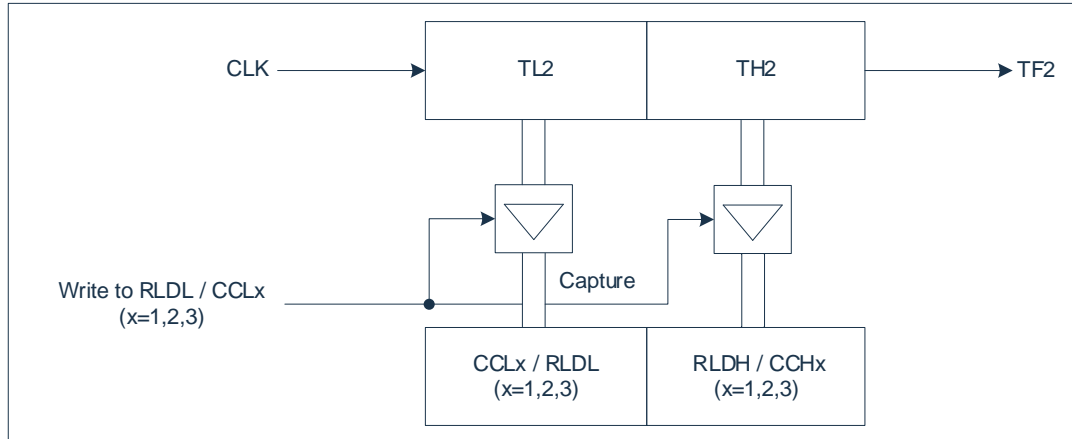 CLK
TL2
TH2
TF2
Capture
Write to RLDL / CCLx
(x=1,2,3)
CCLx / RLDL
(x=1,2,3)
RLDH / CCHx
(x=1,2,3)